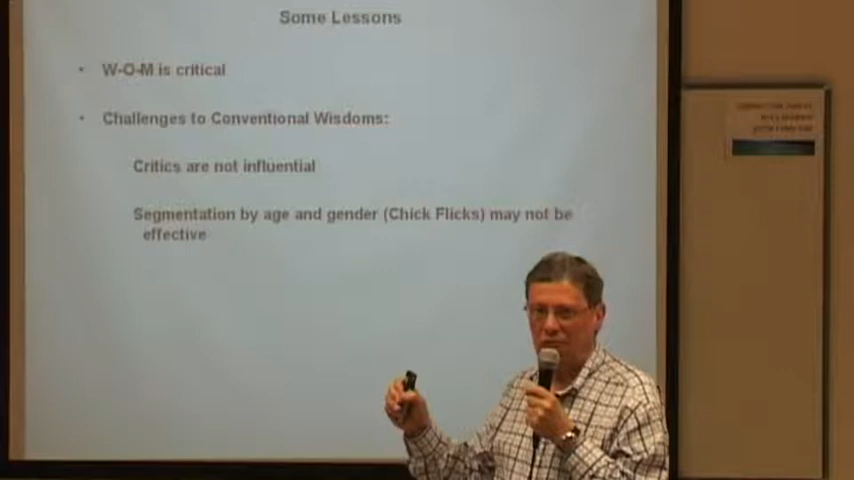 Some Lessons
• W-O-M is critical
• Challenges to Conventional Wisdoms:
Critics are not influential
Segmentation by age and gender (Chick Flicks) may not be
effective